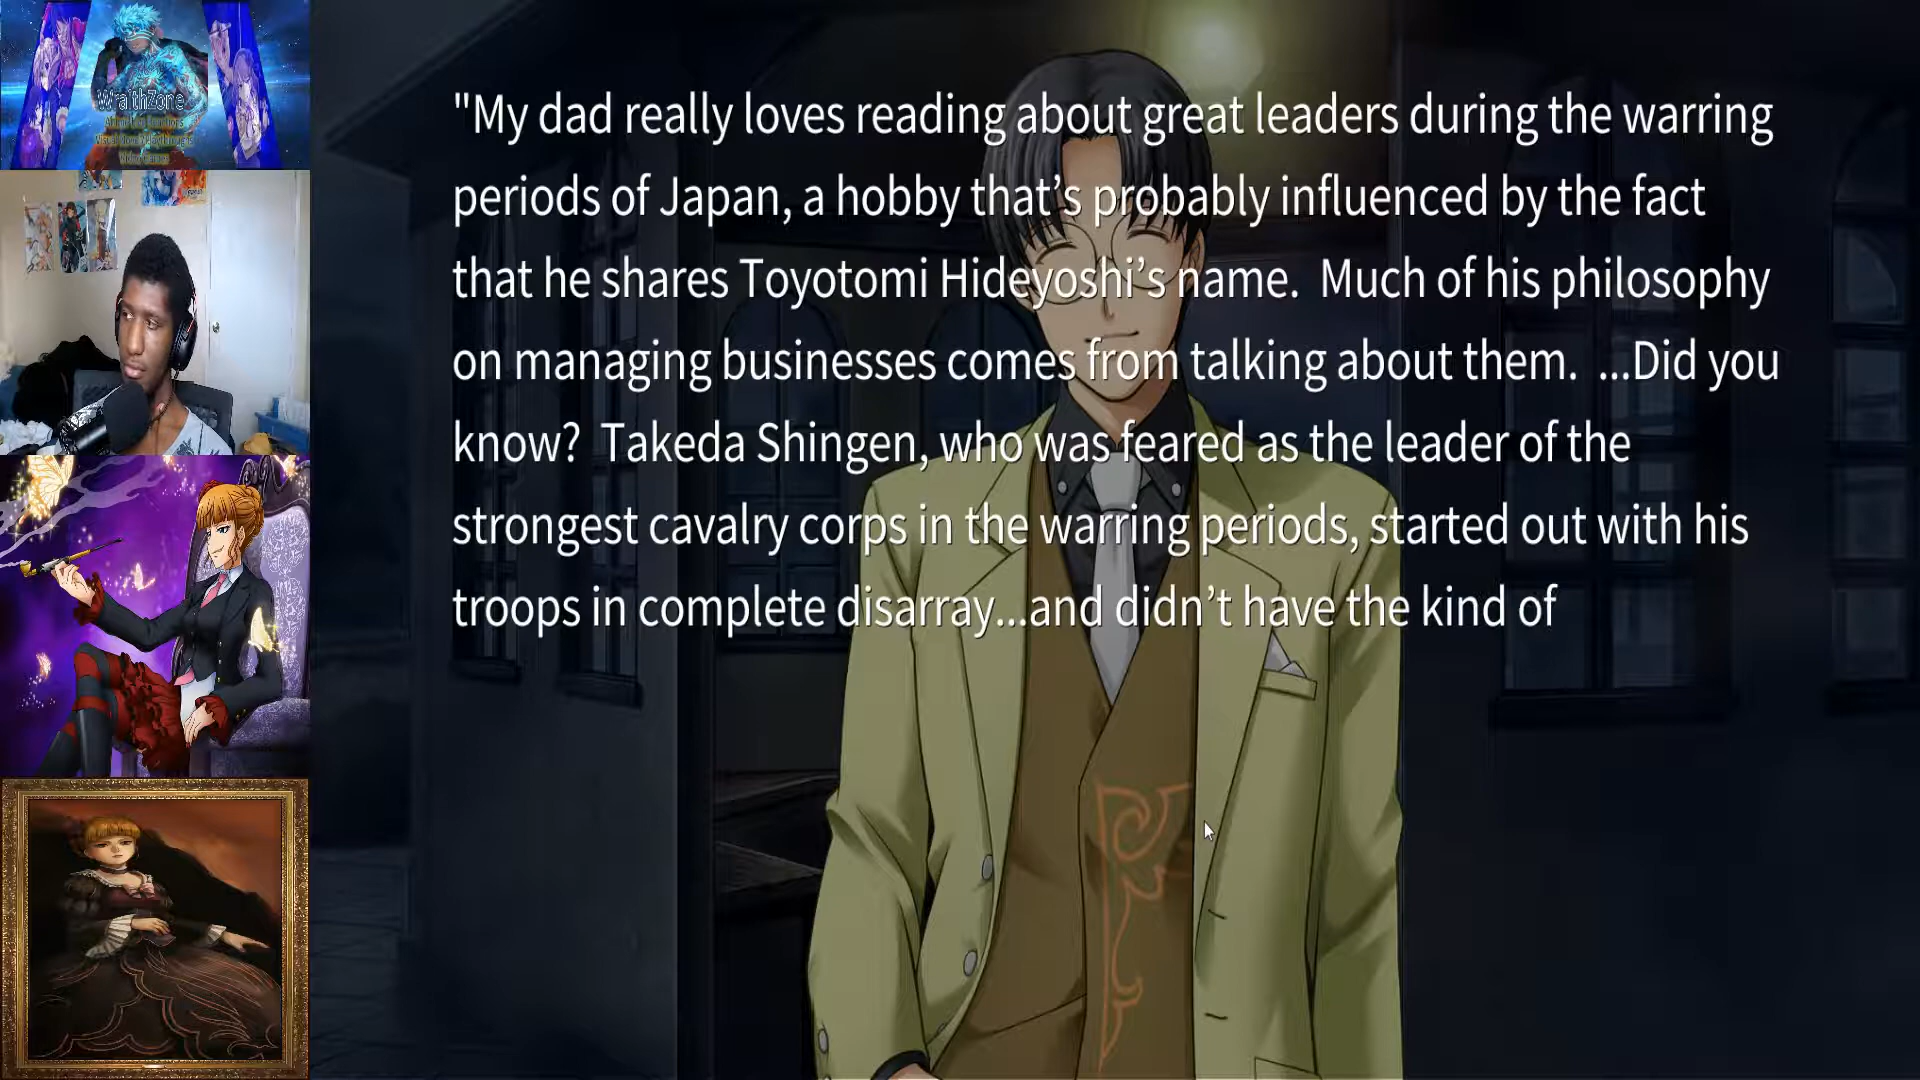 WraithZone
"My dad really loves reading about great leaders during the warring
periods of Japan, a hobby that’s probably influenced by the fact
that he shares Toyotomi Hideyoshi’s name.  Much of his philosophy
on managing businesses comes from talking about them.  ...Did you
know?  Takeda Shingen, who was feared as the leader of the
strongest cavalry corps in the warring periods, started out with his
troops in complete disarray...and didn’t have the kind of